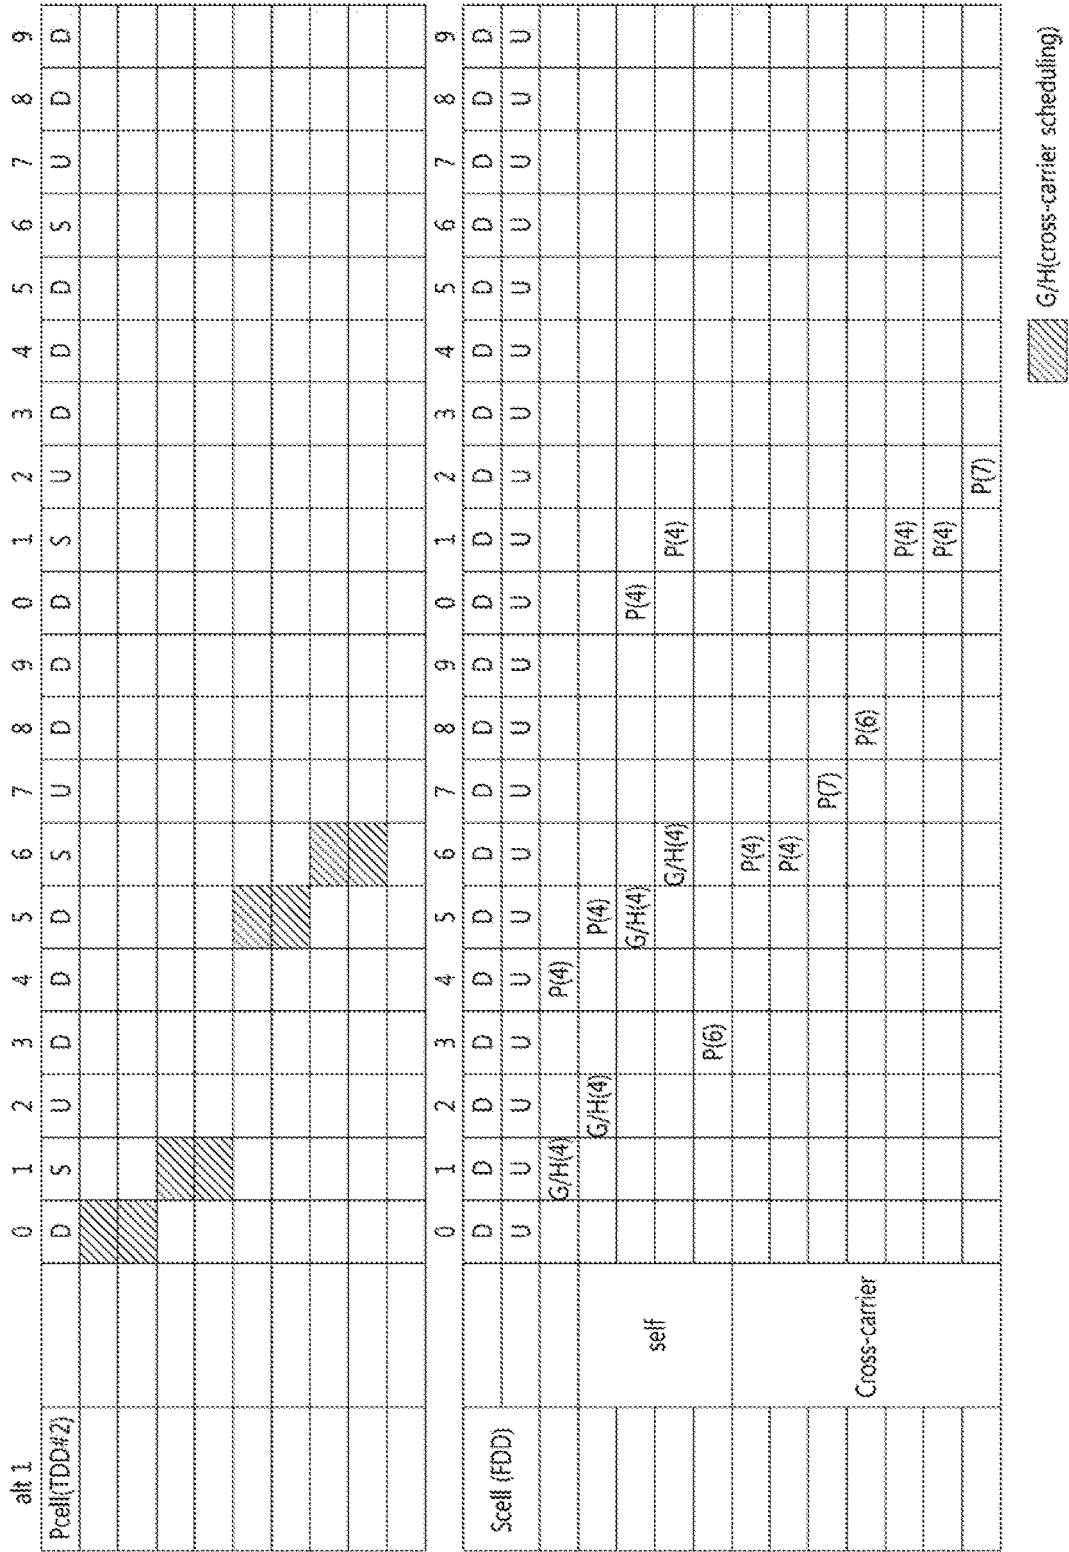 alt 1 0 1 2 3 4 5 6 7 8 9 0 1 2 3 4 5 6 7 8 9
Pcell(TDD#2) D S U D D D S U D D D S U D D D S U D D
0 1 2 3 4 5 6 7 8 9 0 1 2 3 4 5 6 7 8 9
Scell (FDD) D D D D D D D D D D D D D D D D D D D D
U U U U U U U U U U U U U U U U U U U U
G/H(4) P(4)
G/H(4) P(4)
G/H(4) P(4)
self
G/H(4) P(4)
P(6)
P(4)
P(4)
P(7)
Cross-carrier P(6)
P(4)
P(4)
P(7)
G/H(cross-carrier scheduling)